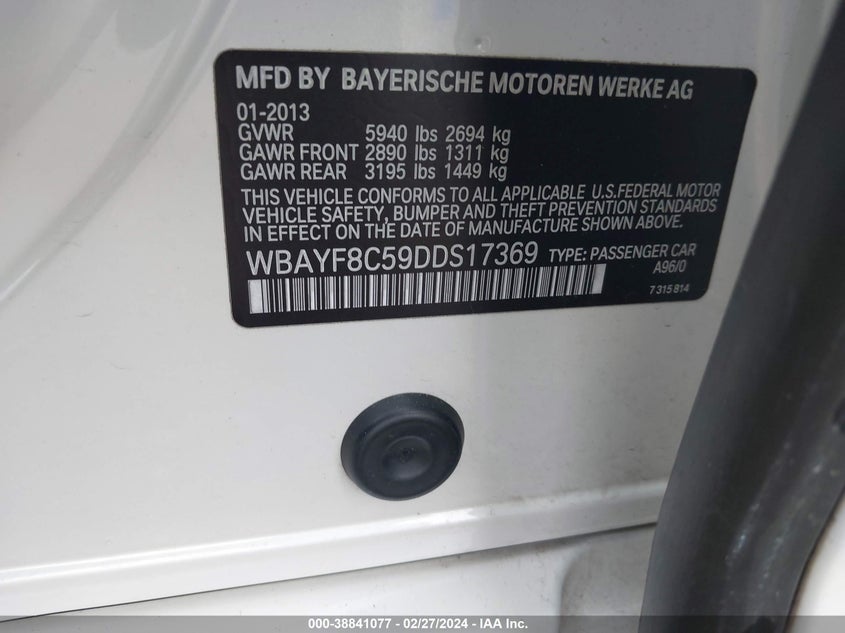 MFD BY BAYERISCHE MOTOREN WERKE AG
01-2013
GVWR 5940 lbs 2694 kg
GAWR FRONT 2890 lbs 1311 kg
GAWR REAR 3195 lbs 1449 kg
THIS VEHICLE CONFORMS TO ALL APPLICABLE U.S.FEDERAL MOTOR
VEHICLE SAFETY, BUMPER AND THEFT PREVENTION STANDARDS
IN EFFECT ON THE DATE OF MANUFACTURE SHOWN ABOVE.
WBAYF8C59DDS17369 TYPE: PASSENGER CAR
A96/0
7 315 814
000-38841077 - 02/27/2024 - IAA Inc.